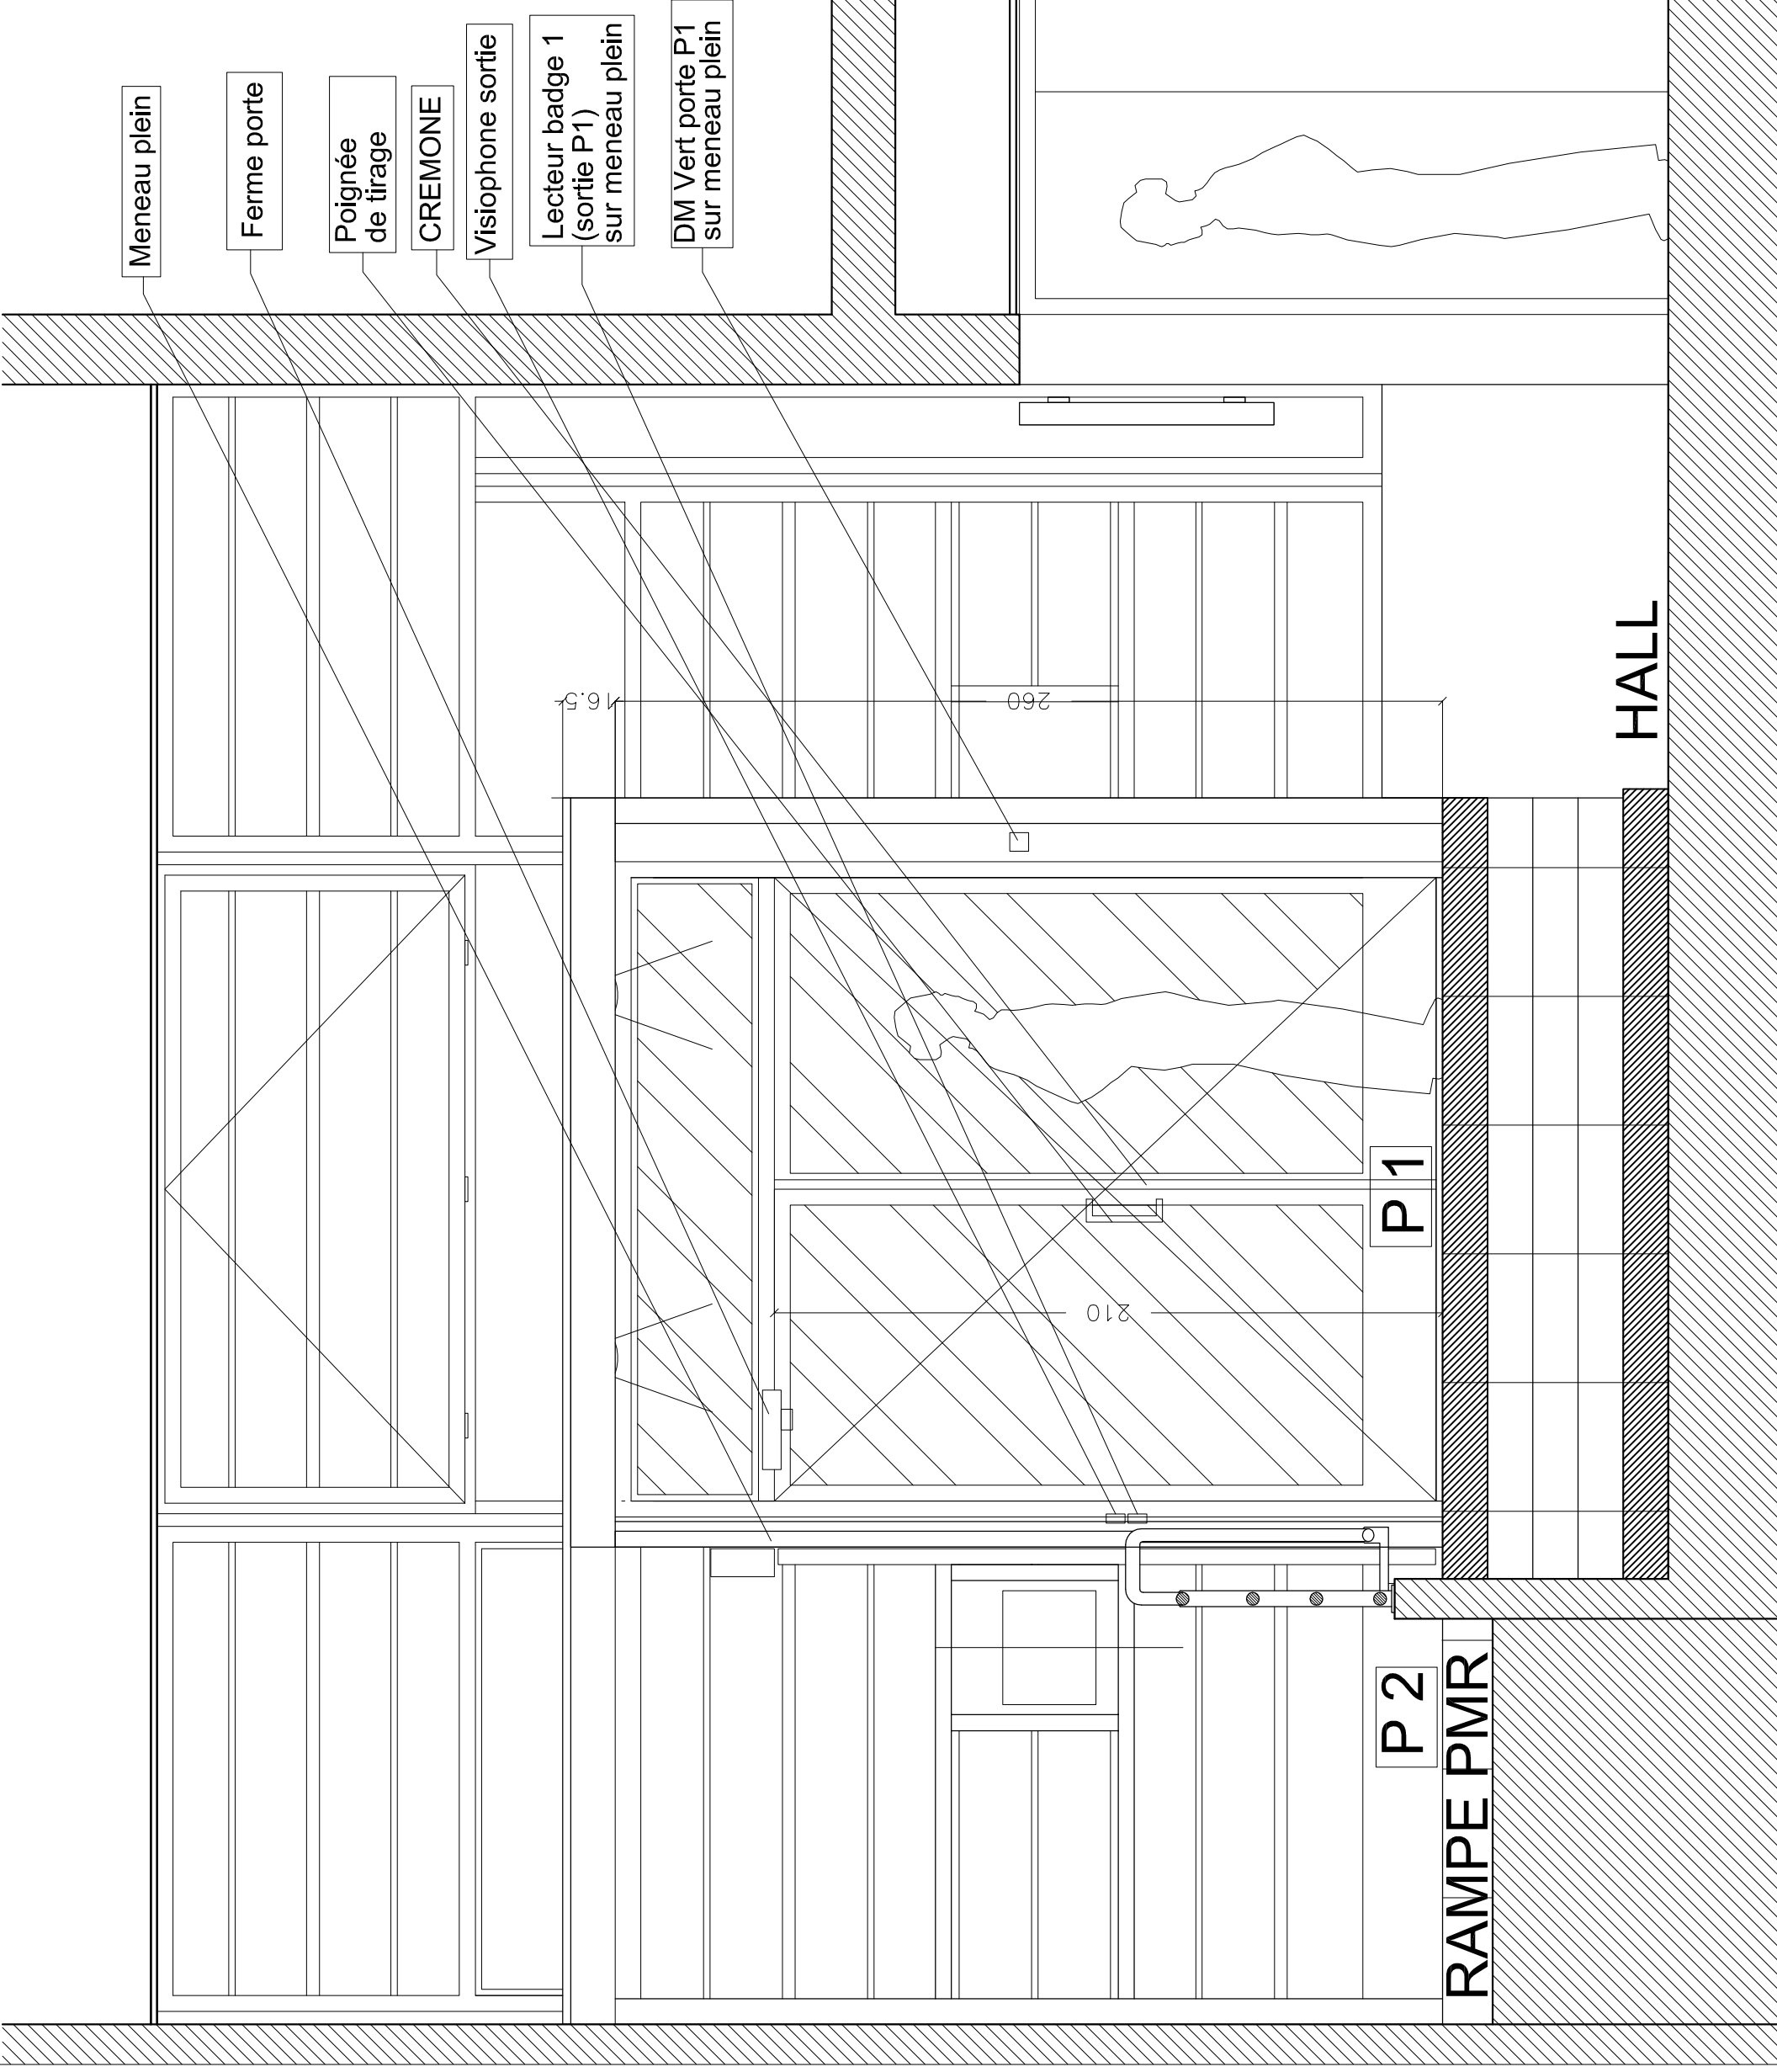 Meneau plein
Ferme porte
Poignée
de tirage
CREMONE
Visiophone sortie
Lecteur badge 1
(sortie P1)
sur meneau plein
DM Vert porte P1
sur meneau plein
16.5
260
210
P 1
P 2
RAMPE PMR
HALL